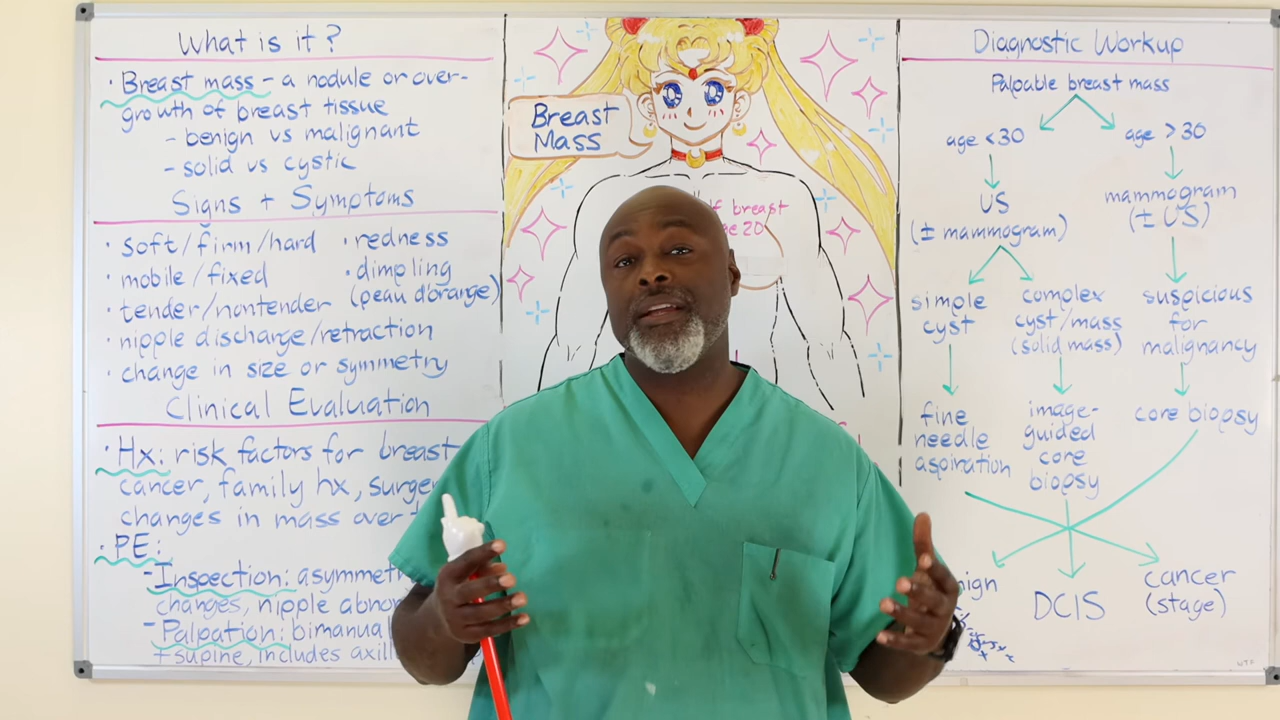 What is it?
• Breast mass - a nodule or over-
growth of breast tissue
- benign vs malignant
- solid vs cystic
Signs + Symptoms
• soft/firm/hard
• mobile/fixed
• tender/nontender
• nipple discharge/retraction
• change in size or symmetry
• redness
• dimpling
(peau d'orange)
Clinical Evaluation
• Hx: risk factors for breast
cancer, family hx,
changes in mass over
• PE:
- Inspection:
changes, nipple
- Palpation:
+ supine, includes
Breast
Mass
breast
20
Diagnostic Workup
Palpable breast mass
age <30
US
(± mammogram)
simple
cyst
fine
needle
aspiration
complex
cyst/mass
(solid mass)
image-
guided
core
biopsy
age >30
mammogram
(± US)
suspicious
for
malignancy
core biopsy
DCIS
cancer
(stage)
WTF